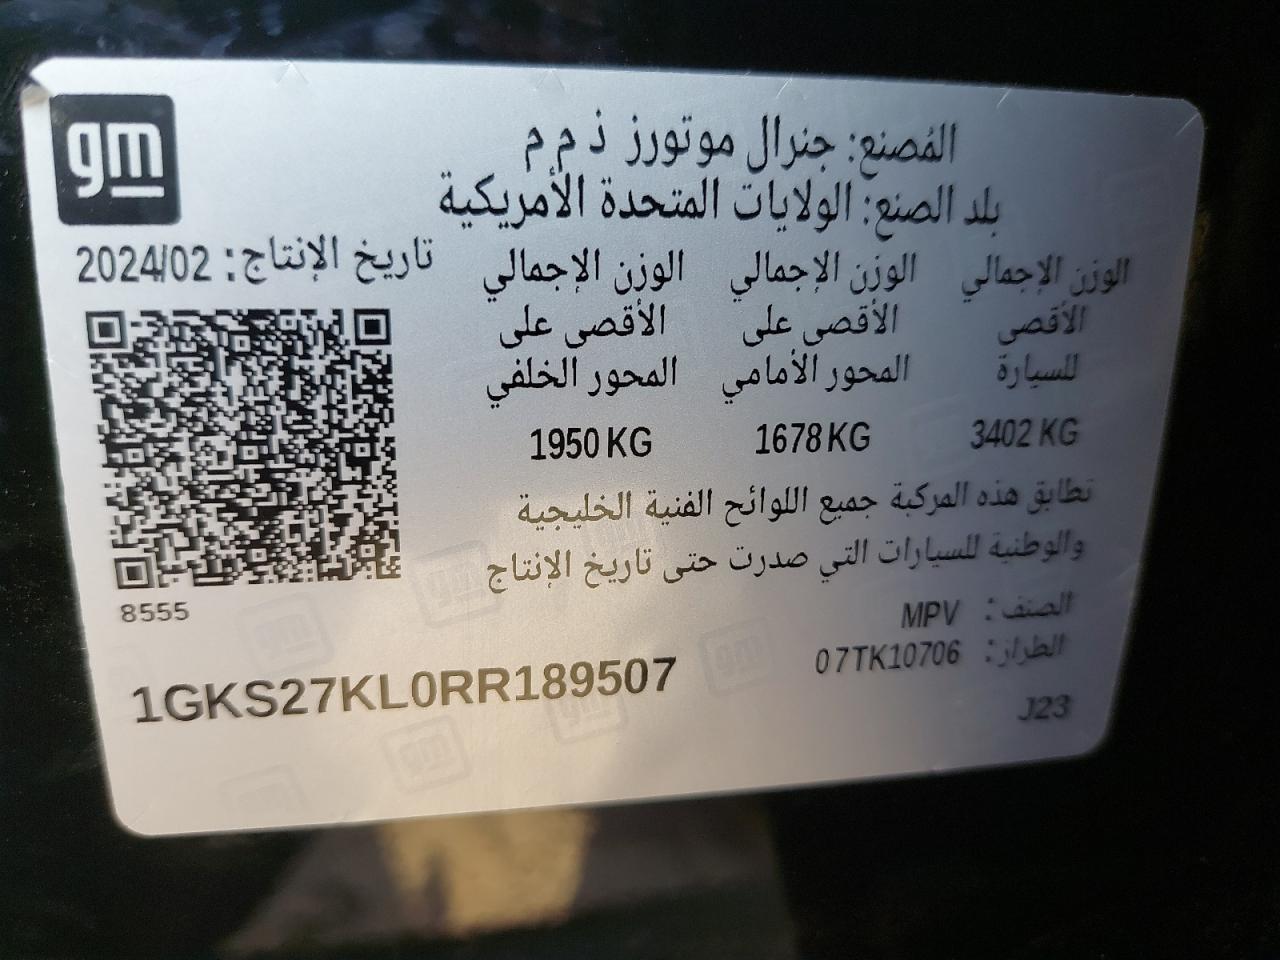 gm
المُصنع: جنرال موتورز ذ م م
بلد الصنع: الولايات المتحدة الأمريكية
تاريخ الإنتاج: 2024/02
الوزن الإجمالي الأقصى للسيارة
3402 KG
الوزن الإجمالي الأقصى على المحور الأمامي
1678 KG
الوزن الإجمالي الأقصى على المحور الخلفي
1950 KG
تطابق هذه المركبة جميع اللوائح الفنية الخليجية
والوطنية للسيارات التي صدرت حتى تاريخ الإنتاج
الصنف: MPV
الطراز: 07TK10706
J23
8555
1GKS27KL0RR189507